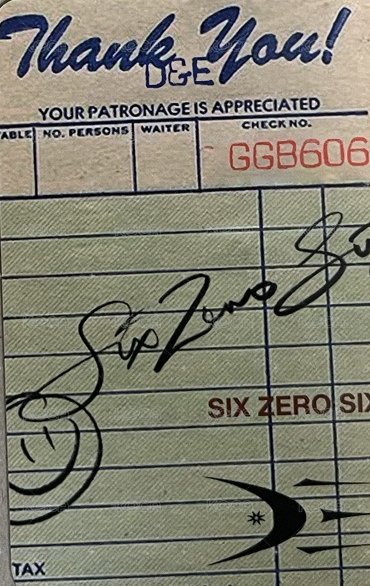 Thank You!
D&E
YOUR PATRONAGE IS APPRECIATED
TABLE NO. PERSONS WAITER CHECK NO.
GGB606
Six Zero Six
SIX ZERO SIX
TAX